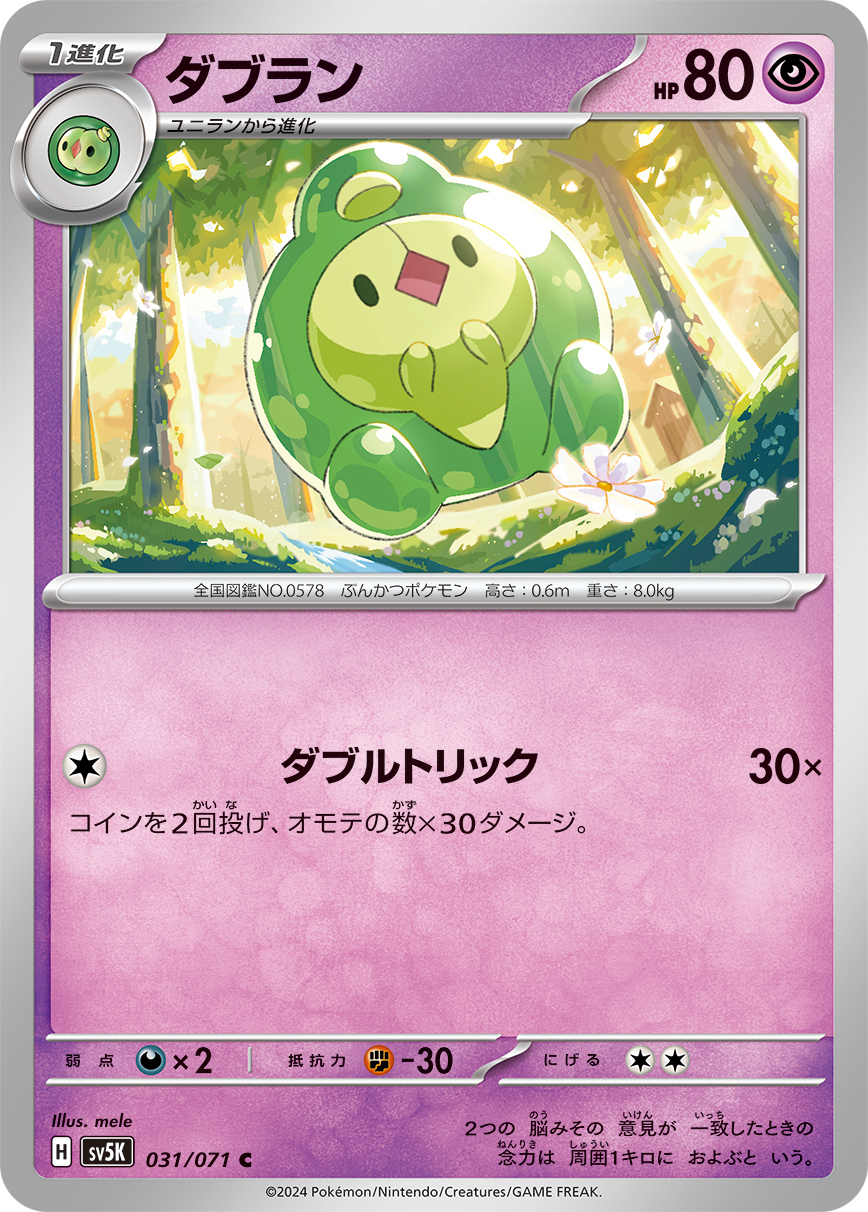 1進化
ダブラン
HP80
ユニランから進化
全国図鑑NO.0578 ぶんかつポケモン 高さ:0.6m 重さ:8.0kg
ダブルトリック 30×
コインを2回投げ、オモテの数×30ダメージ。
弱点 ×2 抵抗力 -30 にげる
Illus. mele
H sv5K 031/071 C
2つの 脳みその 意見が 一致したときの
念力は 周囲1キロに およぶと いう。
©2024 Pokémon/Nintendo/Creatures/GAME FREAK.